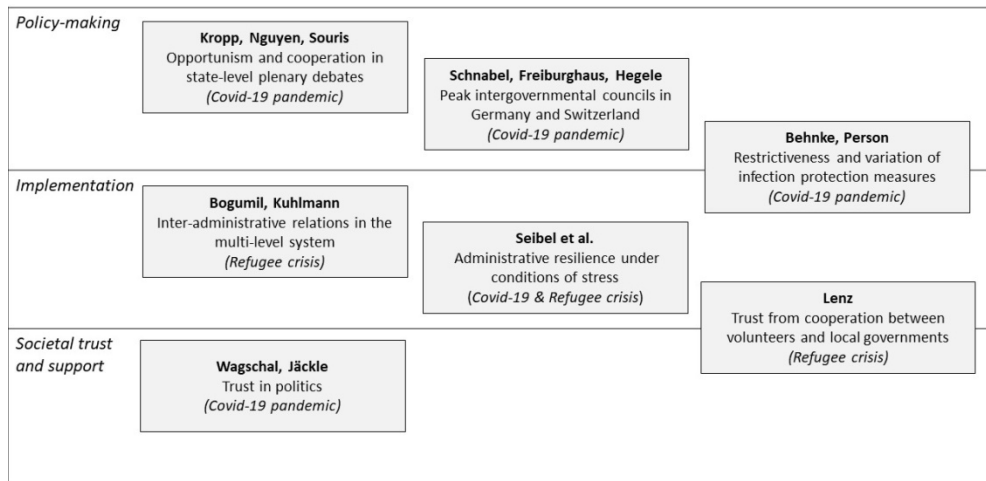 Policy-making
Kropp, Nguyen, Souris
Opportunism and cooperation in
state-level plenary debates
(Covid-19 pandemic)
Schnabel, Freiburghaus, Hegele
Peak intergovernmental councils in
Germany and Switzerland
(Covid-19 pandemic)
Behnke, Person
Restrictiveness and variation of
infection protection measures
(Covid-19 pandemic)
Implementation
Bogumil, Kuhlmann
Inter-administrative relations in the
multi-level system
(Refugee crisis)
Seibel et al.
Administrative resilience under
conditions of stress
(Covid-19 & Refugee crisis)
Lenz
Trust from cooperation between
volunteers and local governments
(Refugee crisis)
Societal trust
and support
Wagschal, Jäckle
Trust in politics
(Covid-19 pandemic)